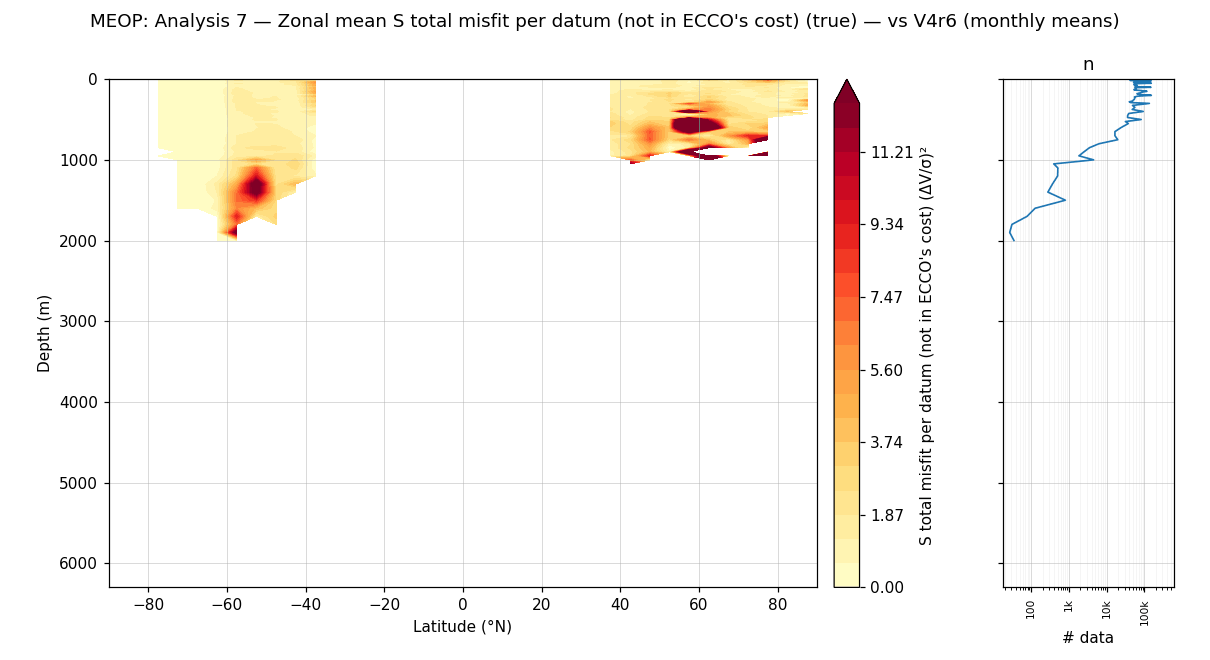 MEOP: Analysis 7 — Zonal mean S total misfit per datum (not in ECCO's cost) (true) — vs V4r6 (monthly means)
n
0
1000
2000
3000
4000
5000
6000
Depth (m)
−80
−60
−40
−20
0
20
40
60
80
Latitude (°N)
11.21
9.34
7.47
5.60
3.74
1.87
0.00
S total misfit per datum (not in ECCO's cost) (ΔV/σ)²
100
1k
10k
100k
# data